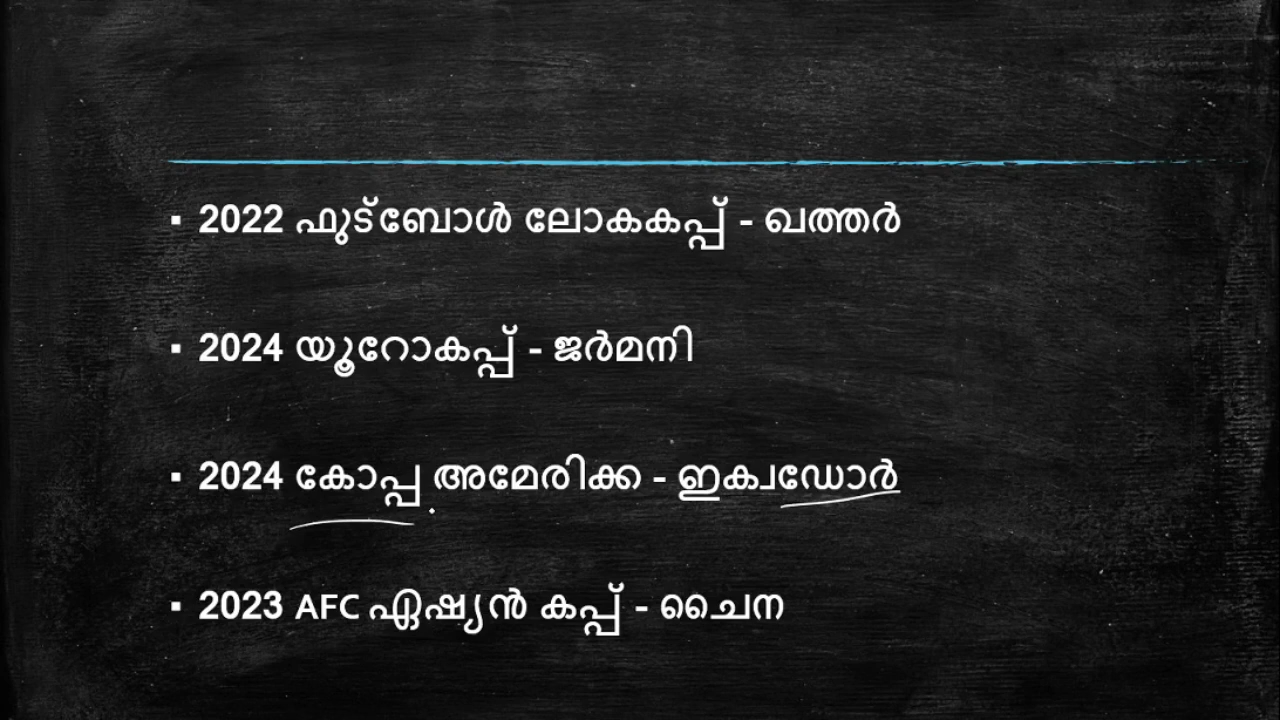 ▪ 2022 ഫുട്ബോൾ ലോകകപ്പ് - ഖത്തർ
▪ 2024 യൂറോകപ്പ് - ജർമനി
▪ 2024 കോപ്പ അമേരിക്ക - ഇക്വഡോർ
▪ 2023 AFC ഏഷ്യൻ കപ്പ് - ചൈന